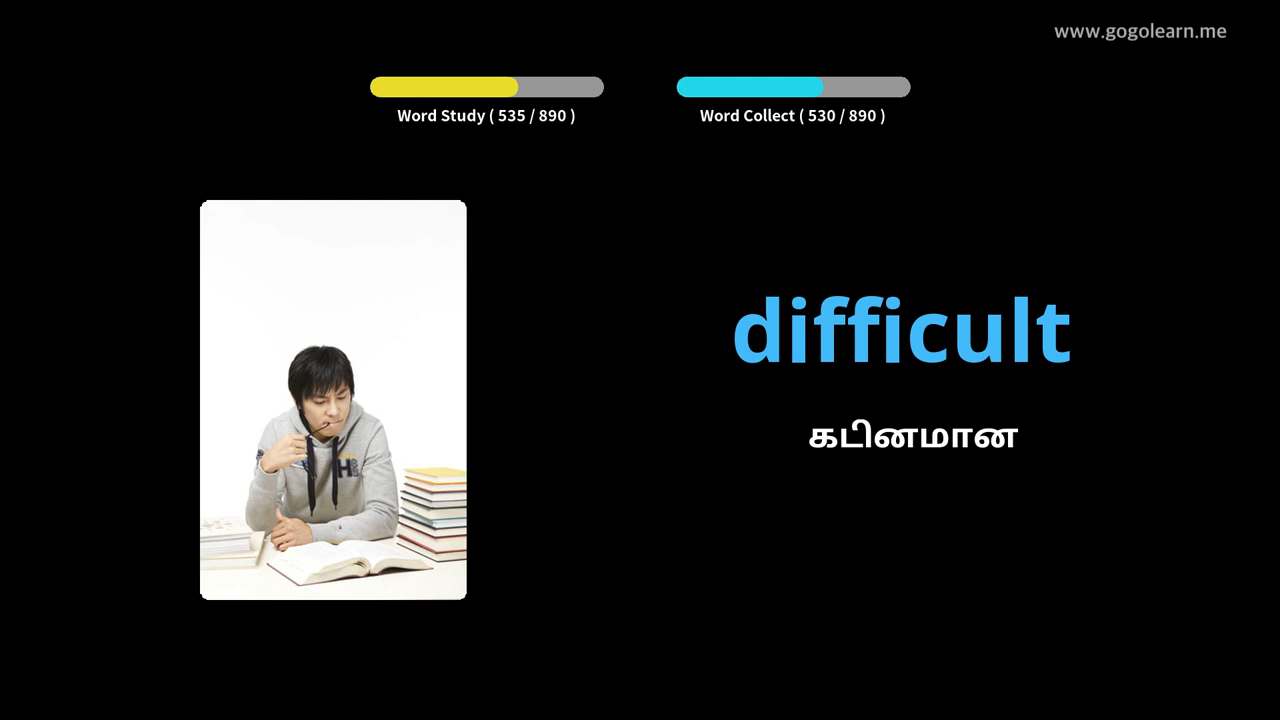 www.gogolearn.me
Word Study ( 535 / 890 )
Word Collect ( 530 / 890 )
difficult
கடினமான
H